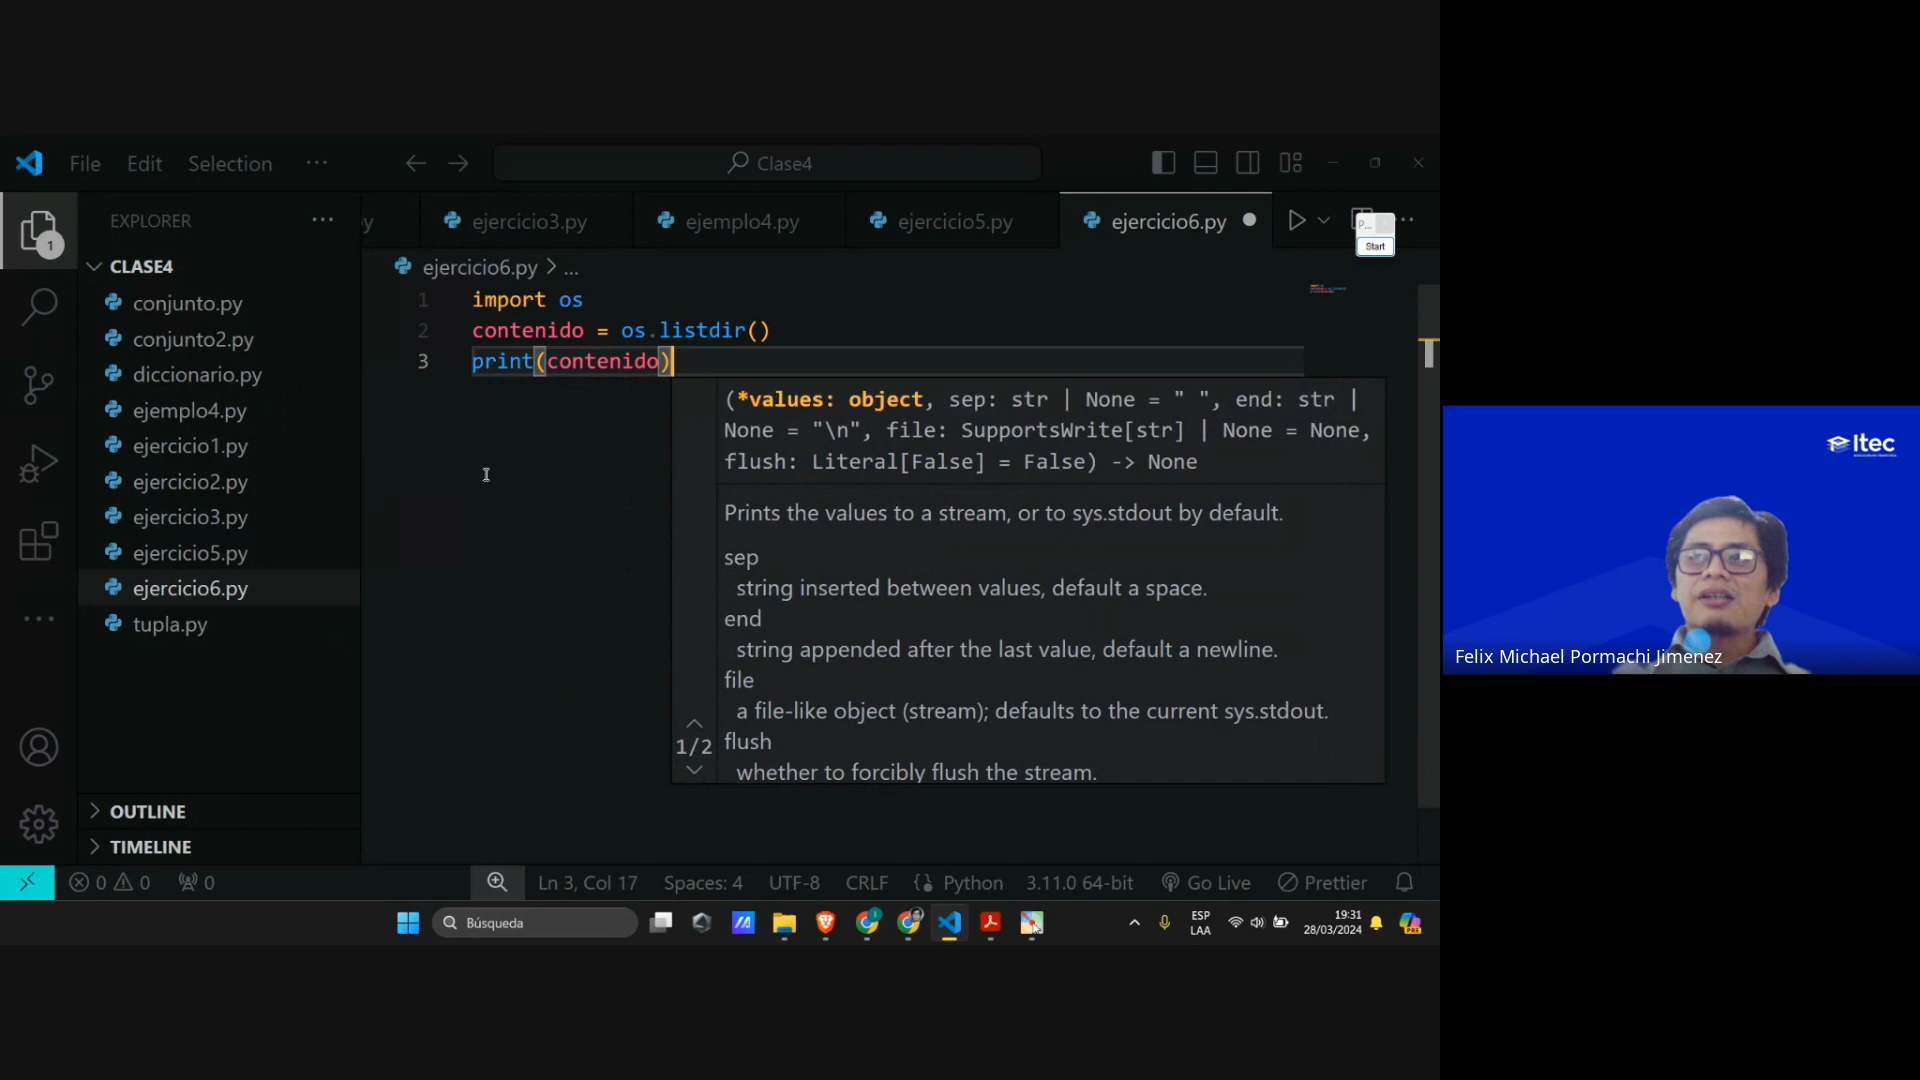 File Edit Selection ···
Clase4
EXPLORER
y
ejercicio3.py
ejemplo4.py
ejercicio5.py
ejercicio6.py
P...
Start
1
CLASE4
conjunto.py
conjunto2.py
diccionario.py
ejemplo4.py
ejercicio1.py
ejercicio2.py
ejercicio3.py
ejercicio5.py
ejercicio6.py
tupla.py
OUTLINE
TIMELINE
ejercicio6.py > ...
1 import os
2 contenido = os.listdir()
3 print(contenido)
(*values: object, sep: str | None = " ", end: str |
None = "\n", file: SupportsWrite[str] | None = None,
flush: Literal[False] = False) -> None
Prints the values to a stream, or to sys.stdout by default.
sep
string inserted between values, default a space.
end
string appended after the last value, default a newline.
file
a file-like object (stream); defaults to the current sys.stdout.
flush
whether to forcibly flush the stream.
1/2
0 0 0 Ln 3, Col 17 Spaces: 4 UTF-8 CRLF Python 3.11.0 64-bit Go Live Prettier
Búsqueda
ESP
LAA
19:31
28/03/2024
PRE
Itec
Felix Michael Pormachi Jimenez